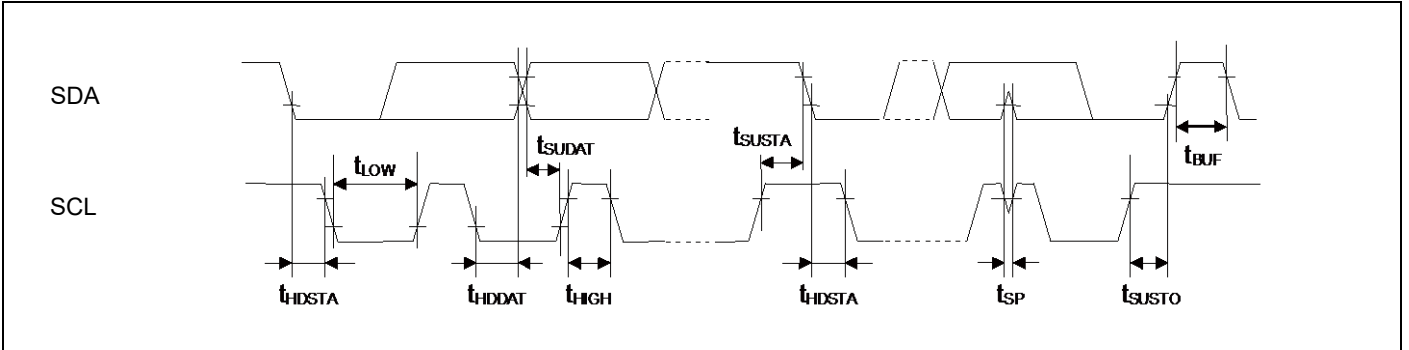 SDA
tSUDAT
tSUSTA
tLOW
tBUF
SCL
tHDSTA
tHDDAT
tHIGH
tHDSTA
tSP
tSUSTO